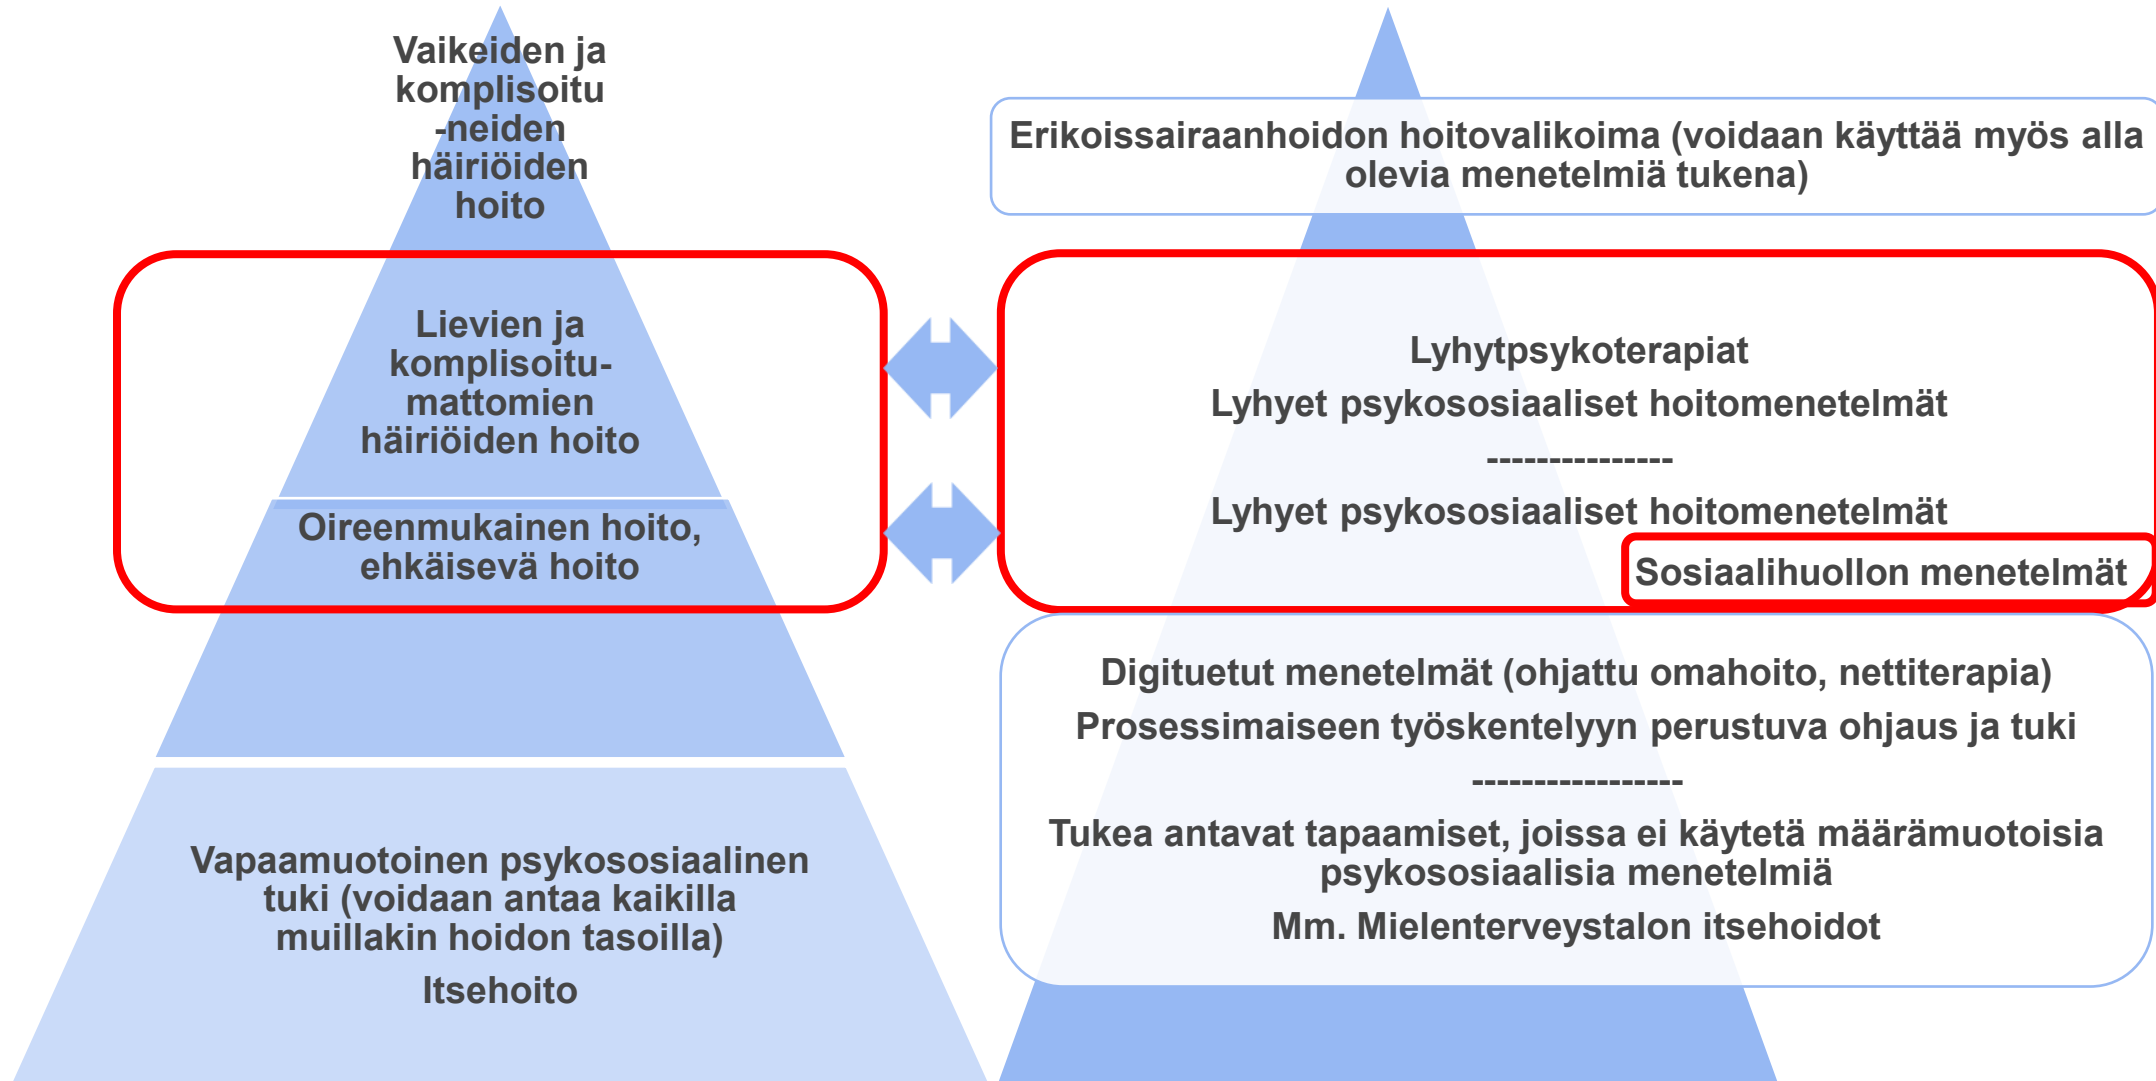 Vaikeiden ja
komplisoitu
-neiden
häiriöiden
hoito
Lievien ja
komplisoitu-
mattomien
häiriöiden hoito
Oireenmukainen hoito,
ehkäisevä hoito
Vapaamuotoinen psykososiaalinen
tuki (voidaan antaa kaikilla
muillakin hoidon tasoilla)
Itsehoito
Erikoissairaanhoidon hoitovalikoima (voidaan käyttää myös alla
olevia menetelmiä tukena)
Lyhytpsykoterapiat
Lyhyet psykososiaaliset hoitomenetelmät
---------------
Lyhyet psykososiaaliset hoitomenetelmät
Sosiaalihuollon menetelmät
Digituetut menetelmät (ohjattu omahoito, nettiterapia)
Prosessimaiseen työskentelyyn perustuva ohjaus ja tuki
-----------------
Tukea antavat tapaamiset, joissa ei käytetä määrämuotoisia
psykososiaalisia menetelmiä
Mm. Mielenterveystalon itsehoidot